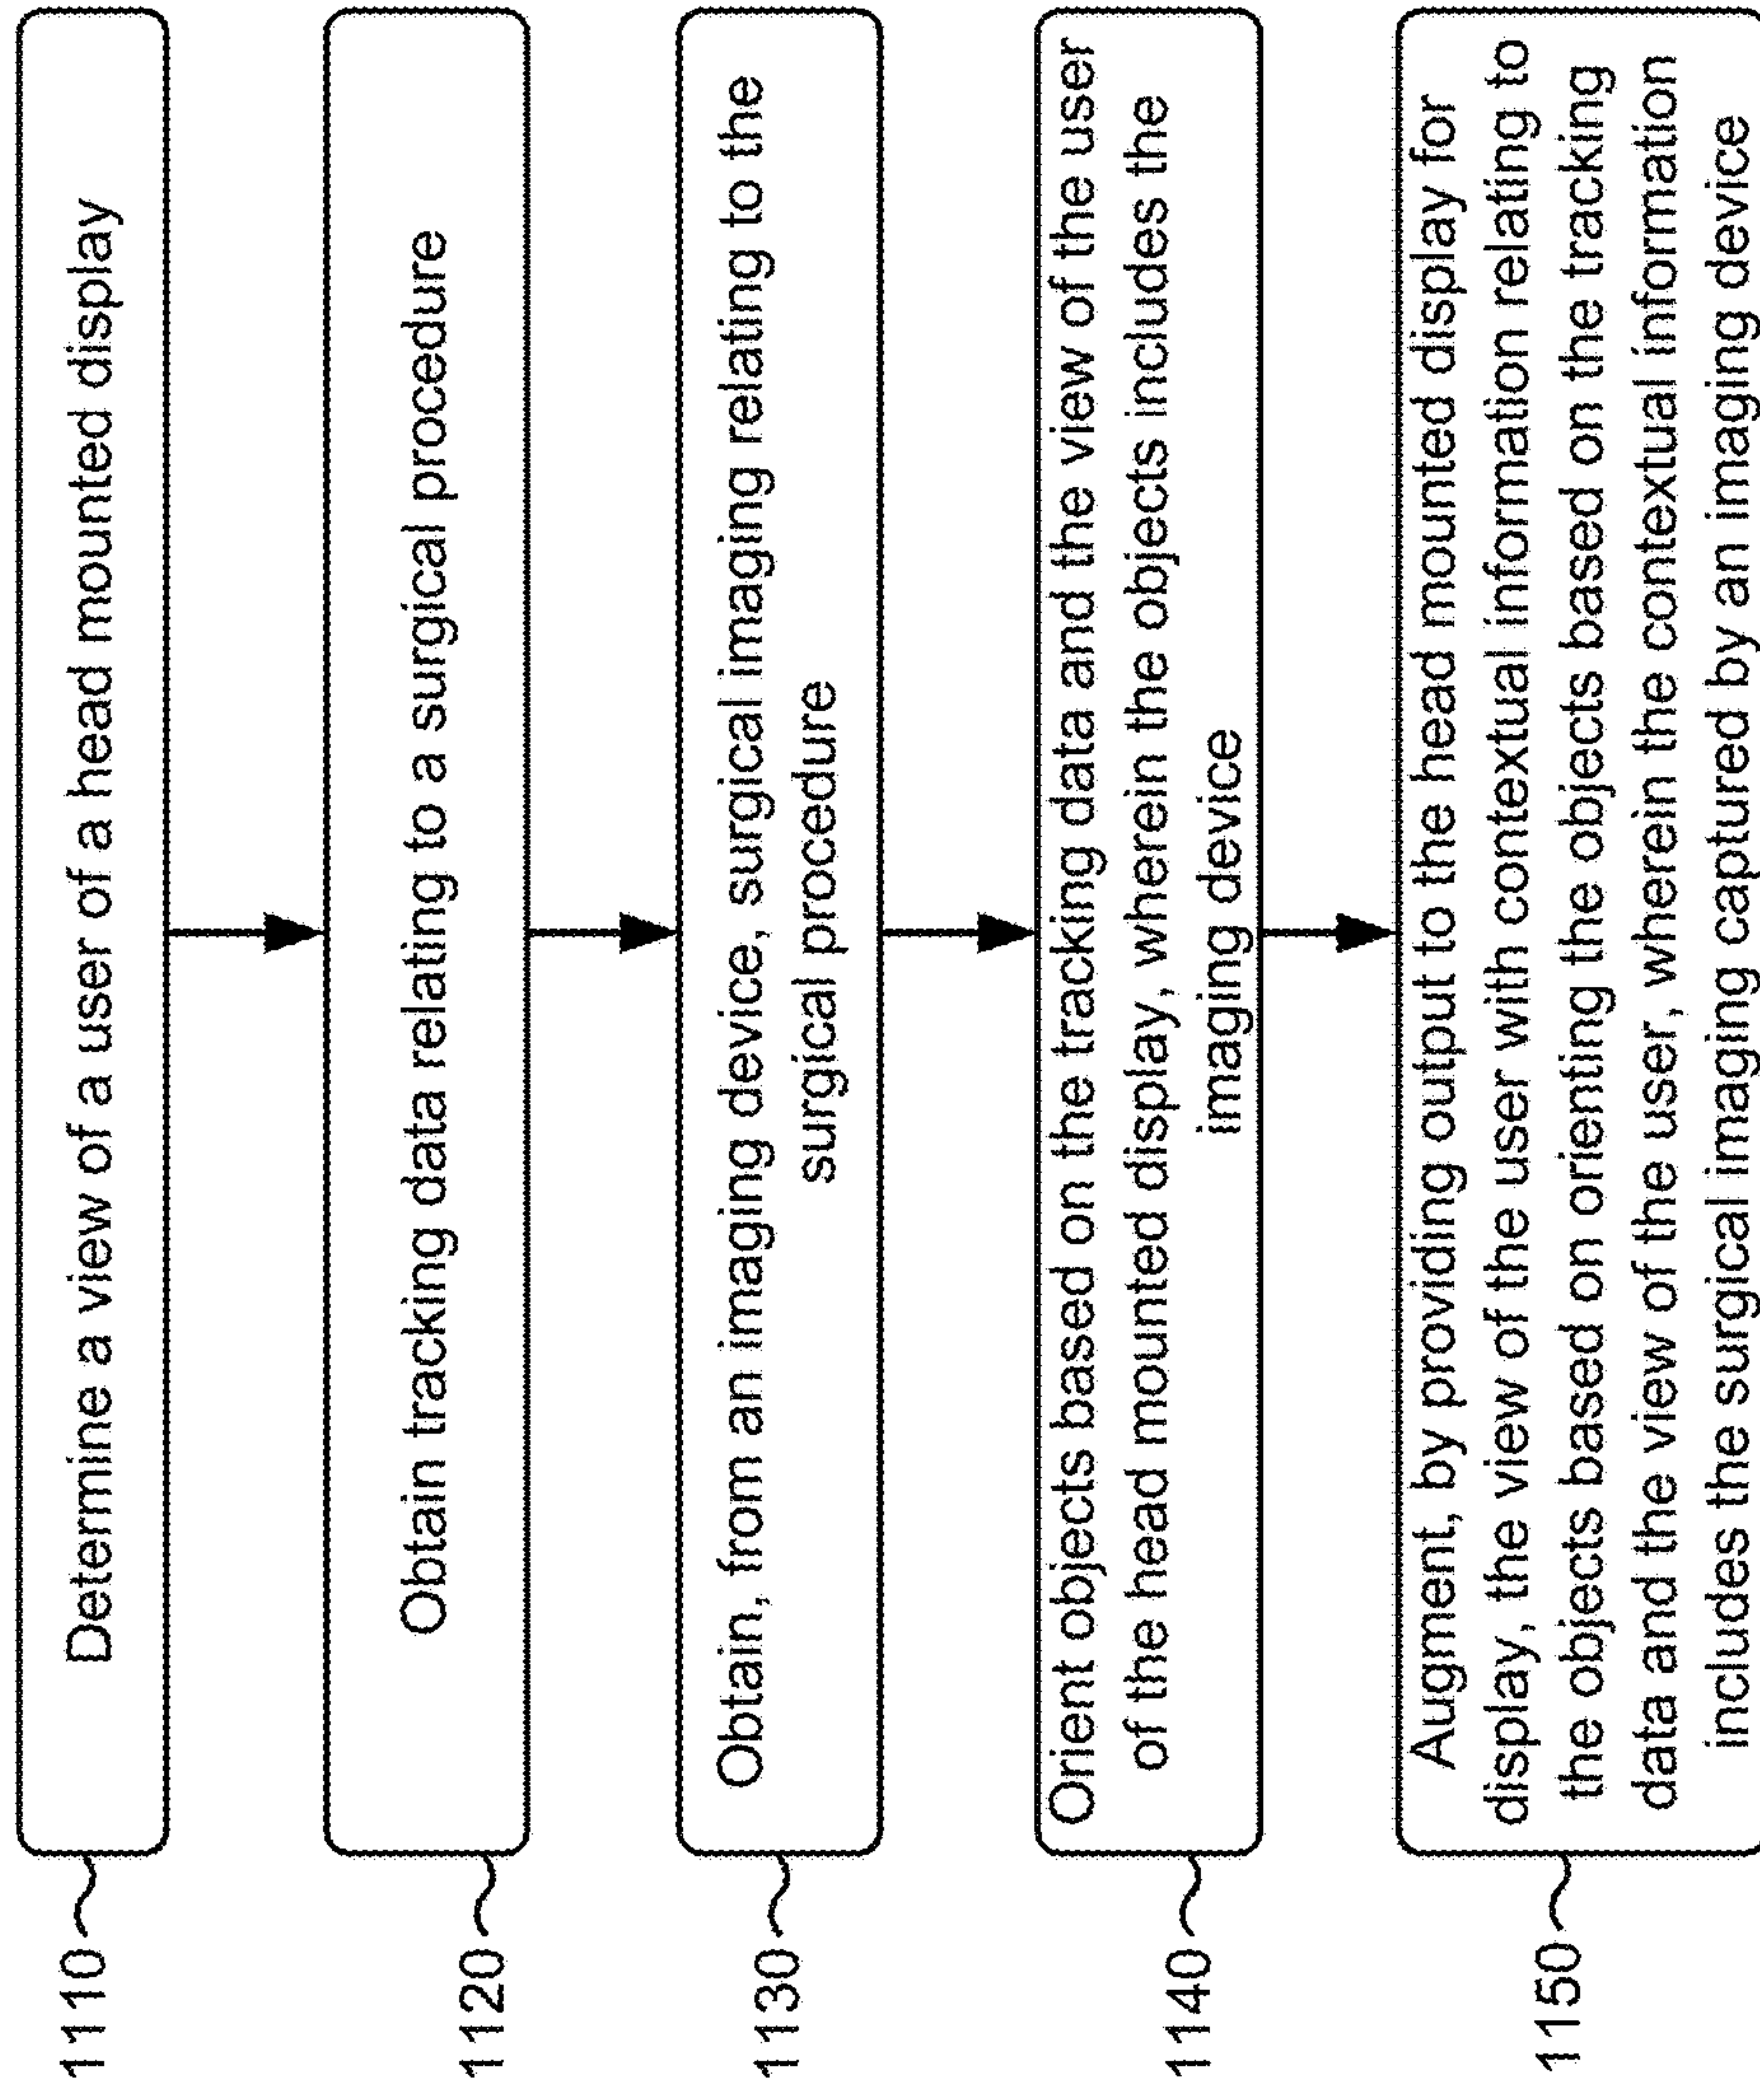 1110
Determine a view of a user of a head mounted display
1120
Obtain tracking data relating to a surgical procedure
1130
Obtain, from an imaging device, surgical imaging relating to the
surgical procedure
1140
Orient objects based on the tracking data and the view of the user
of the head mounted display, wherein the objects includes the
imaging device
1150
Augment, by providing output to the head mounted display for
display, the view of the user with contextual information relating to
the objects based on orienting the objects based on the tracking
data and the view of the user, wherein the contextual information
includes the surgical imaging captured by an imaging device